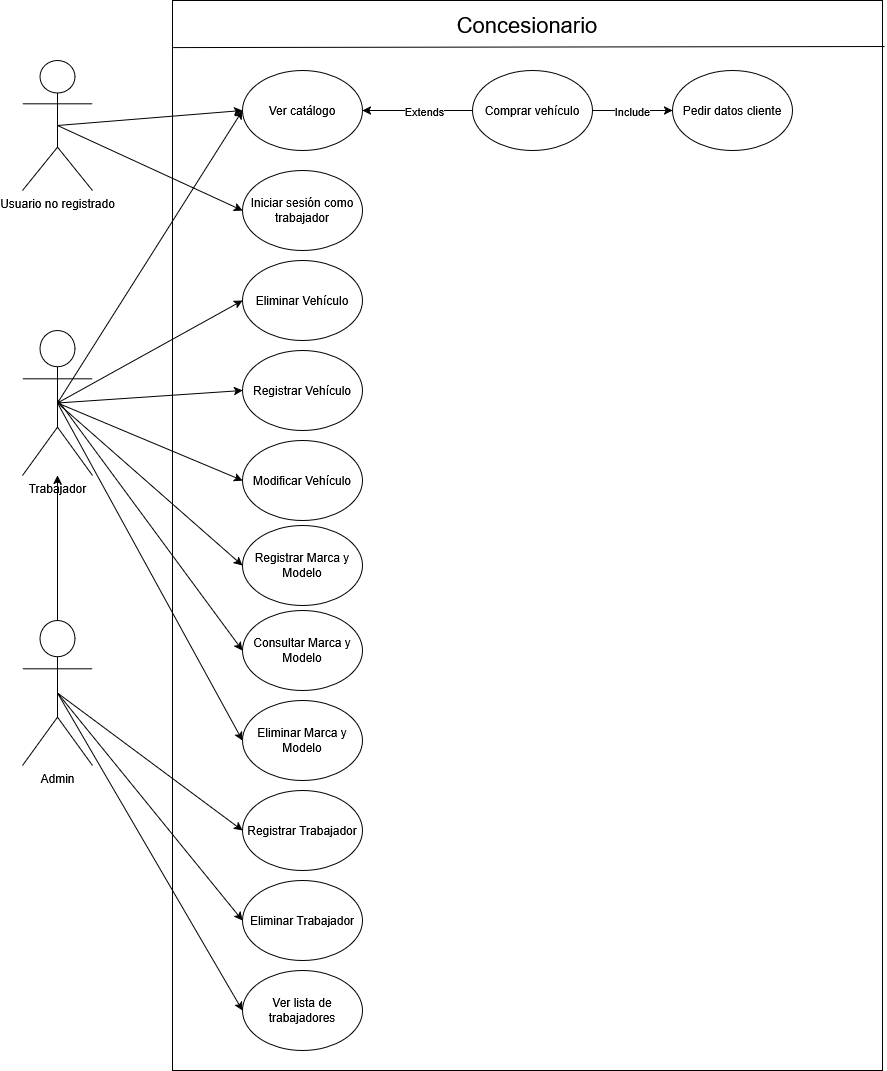 Concesionario
Ver catálogo
Extends
Comprar vehículo
Include
Pedir datos cliente
Usuario no registrado
Iniciar sesión como
trabajador
Eliminar Vehículo
Registrar Vehículo
Trabajador
Modificar Vehículo
Registrar Marca y
Modelo
Consultar Marca y
Modelo
Eliminar Marca y
Modelo
Admin
Registrar Trabajador
Eliminar Trabajador
Ver lista de
trabajadores